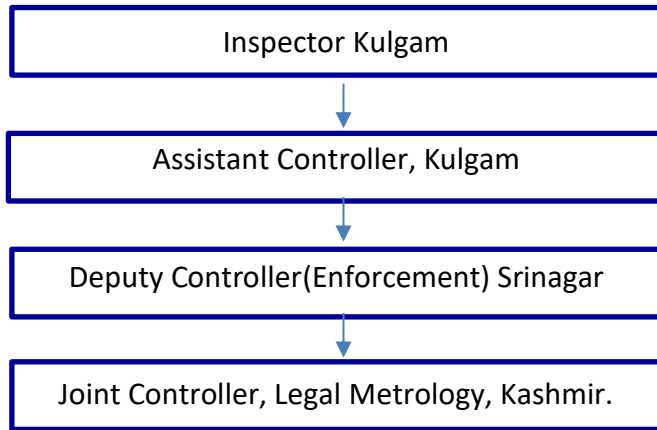 Inspector Kulgam
Assistant Controller, Kulgam
Deputy Controller(Enforcement) Srinagar
Joint Controller, Legal Metrology, Kashmir.